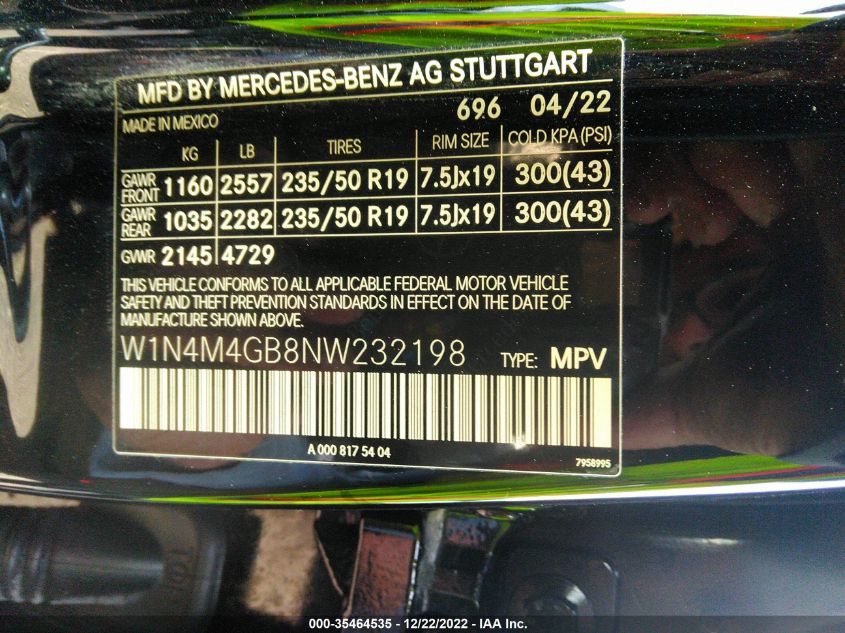 MFD BY MERCEDES-BENZ AG STUTTGART
696 04/22
MADE IN MEXICO
KG LB TIRES RIM SIZE COLD KPA (PSI)
GAWR FRONT 1160 2557 235/50 R19 7.5Jx19 300(43)
GAWR REAR 1035 2282 235/50 R19 7.5Jx19 300(43)
GVWR 2145 4729
THIS VEHICLE CONFORMS TO ALL APPLICABLE FEDERAL MOTOR VEHICLE
SAFETY AND THEFT PREVENTION STANDARDS IN EFFECT ON THE DATE OF
MANUFACTURE SHOWN ABOVE.
W1N4M4GB8NW232198 TYPE: MPV
A 000 817 54 04
7958995
000-35464535 - 12/22/2022 - IAA Inc.